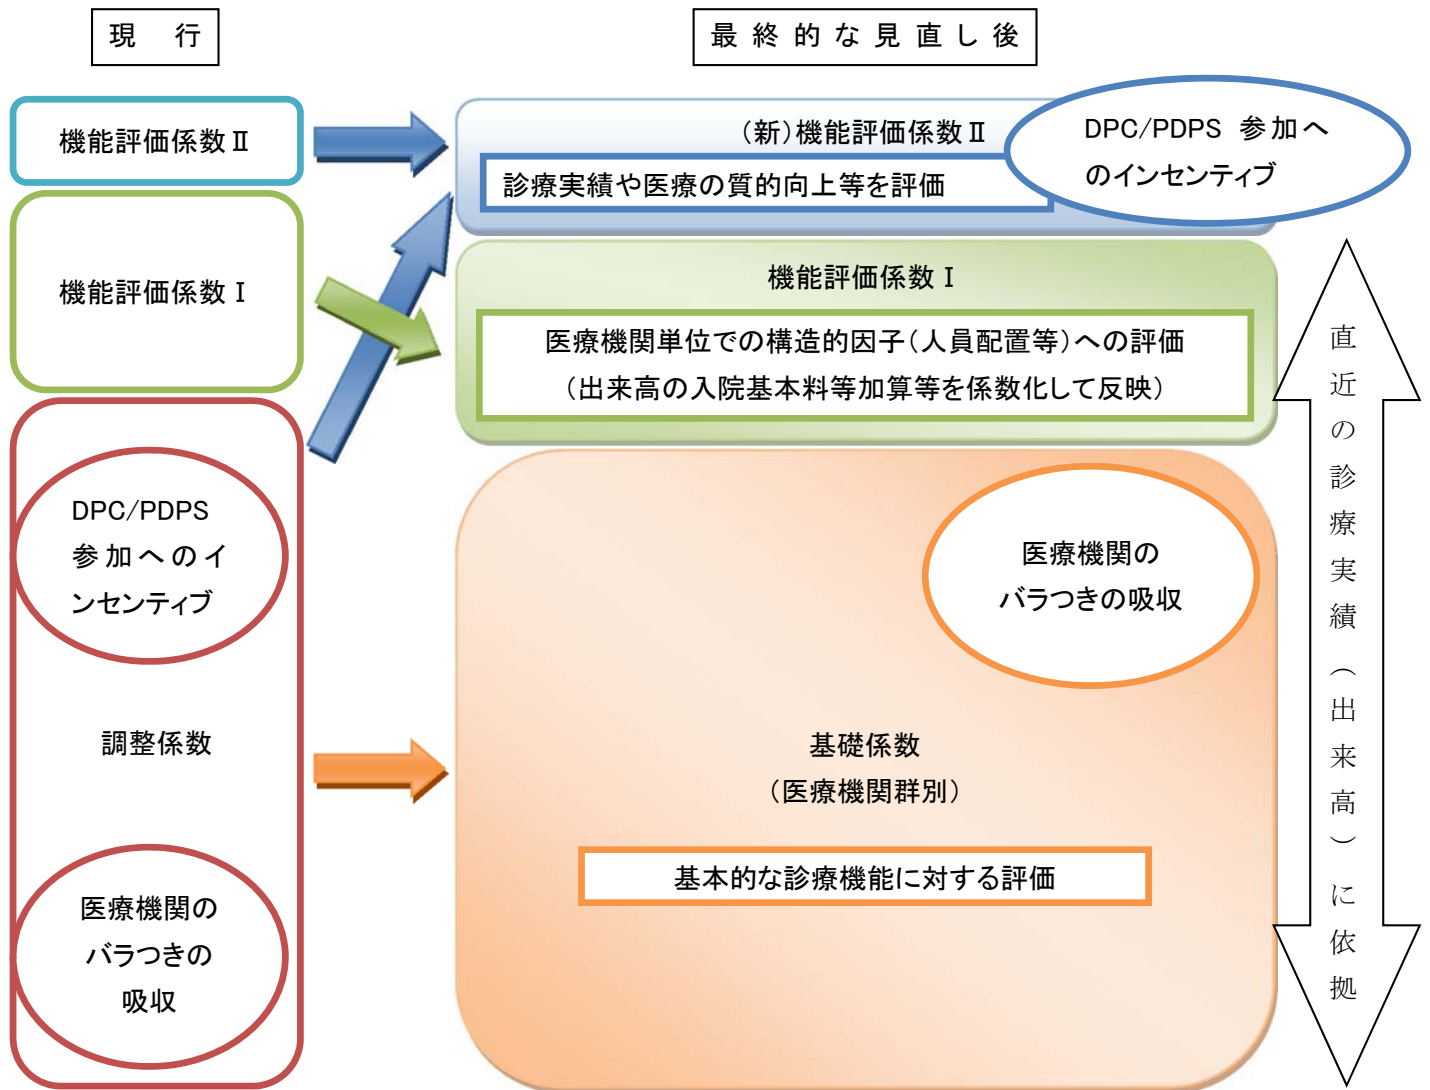 現 行
最終的な見直し後
機能評価係数Ⅱ
機能評価係数Ⅰ
DPC/PDPS
参加へのイ
ンセンティブ
調整係数
医療機関の
バラつきの
吸収
（新）機能評価係数Ⅱ
診療実績や医療の質的向上等を評価
DPC/PDPS 参加へ
のインセンティブ
機能評価係数Ⅰ
医療機関単位での構造的因子（人員配置等）への評価
（出来高の入院基本料等加算等を係数化して反映）
医療機関の
バラつきの吸収
基礎係数
（医療機関群別）
基本的な診療機能に対する評価
直近の診療実績（出来高）に依拠